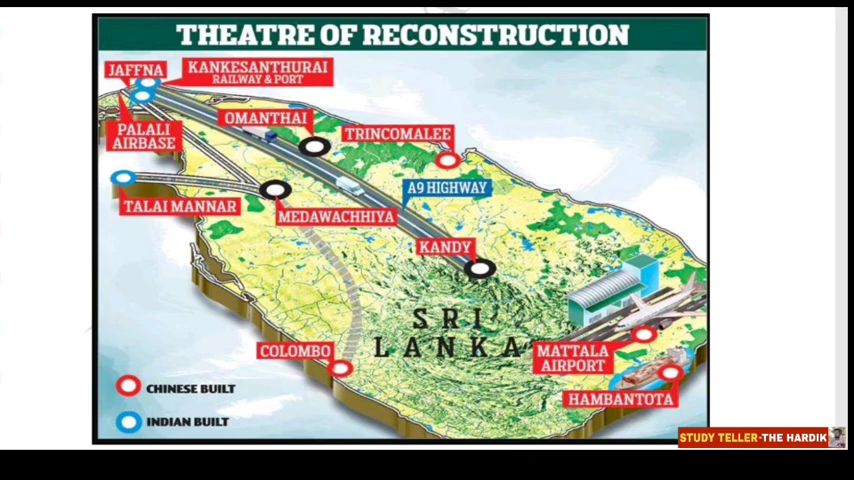 THEATRE OF RECONSTRUCTION
JAFFNA
KANKESANTHURAI
RAILWAY & PORT
PALALI
AIRBASE
OMANTHAI
TRINCOMALEE
A9 HIGHWAY
TALAI MANNAR
MEDAWACHHIYA
KANDY
SRI
LANKA
COLOMBO
MATTALA
AIRPORT
HAMBANTOTA
CHINESE BUILT
INDIAN BUILT
STUDY TELLER-THE HARDIK